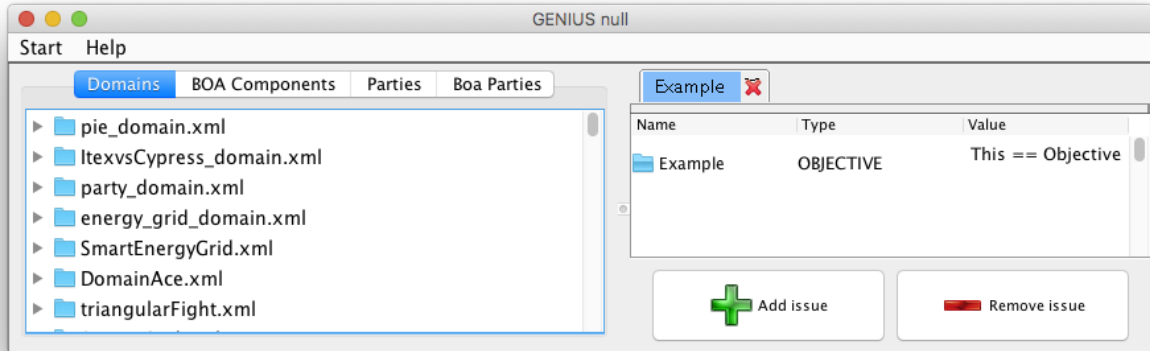 GENIUS null
Start Help
Domains BOA Components Parties Boa Parties
pie_domain.xml
ItexvsCypress_domain.xml
party_domain.xml
energy_grid_domain.xml
SmartEnergyGrid.xml
DomainAce.xml
triangularFight.xml
Example
Name Type Value
Example OBJECTIVE This == Objective
Add issue Remove issue